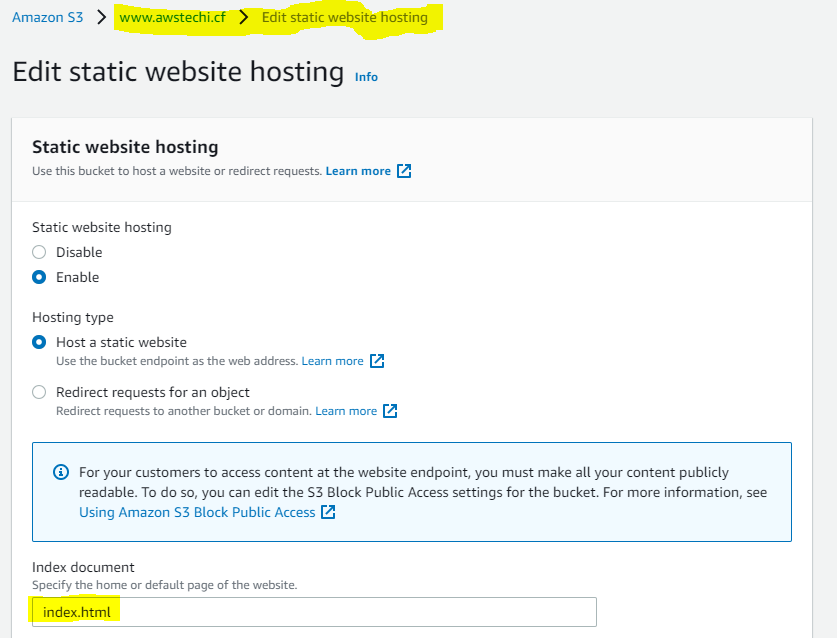 Amazon S3 > www.awstechi.cf > Edit static website hosting
Edit static website hosting Info
Static website hosting
Use this bucket to host a website or redirect requests. Learn more
Static website hosting
Disable
Enable
Hosting type
Host a static website
Use the bucket endpoint as the web address. Learn more
Redirect requests for an object
Redirect requests to another bucket or domain. Learn more
For your customers to access content at the website endpoint, you must make all your content publicly
readable. To do so, you can edit the S3 Block Public Access settings for the bucket. For more information, see
Using Amazon S3 Block Public Access
Index document
Specify the home or default page of the website.
index.html